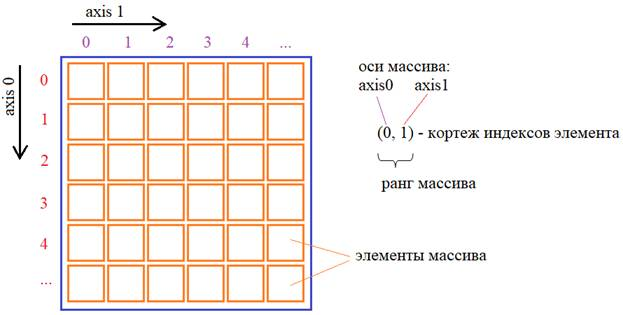 axis 1
0 1 2 3 4 ...
axis 0
0
1
2
3
4
...
оси массива:
axis0 axis1
(0, 1) - кортеж индексов элемента
ранг массива
элементы массива